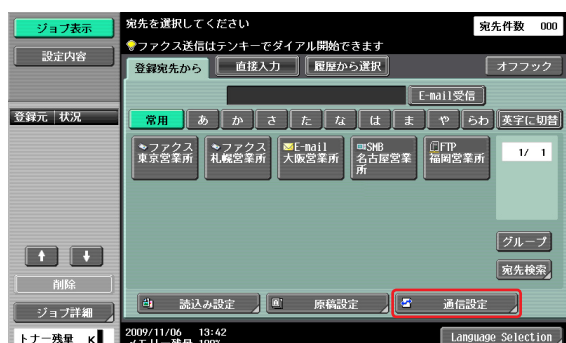 ジョブ表示
設定内容
登録元 状況
削除
ジョブ詳細
トナー残量 K
宛先を選択してください
宛先件数 000
ファクス送信はテンキーでダイアル開始できます
登録宛先から 直接入力 履歴から選択 オフフック
E-mail受信
常用 あ か さ た な は ま や らわ 英字に切替
ファクス
東京営業所
ファクス
札幌営業所
E-mail
大阪営業所
SMB
名古屋営業
所
FTP
福岡営業所
1/ 1
グループ
宛先検索
読込み設定 原稿設定 通信設定
2009/11/06 13:42
メモリー残量 100%
Language Selection